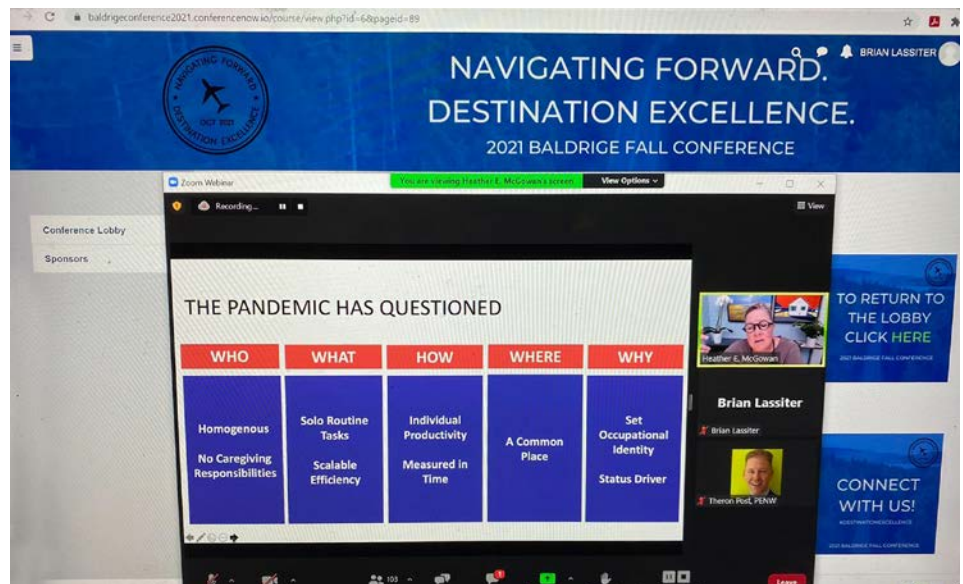 baldrigeconference2021.conferencenow.io/course/view.php?id=6&pageid=89
BRIAN LASSITER
NAVIGATING FORWARD
OCT 2021
DESTINATION EXCELLENCE
NAVIGATING FORWARD.
DESTINATION EXCELLENCE.
2021 BALDRIGE FALL CONFERENCE
Zoom Webinar
You are viewing Heather E. McGowan's screen
View Options
Recording...
View
Conference Lobby
Sponsors
THE PANDEMIC HAS QUESTIONED
WHO
WHAT
HOW
WHERE
WHY
Homogenous
No Caregiving
Responsibilities
Solo Routine
Tasks
Scalable
Efficiency
Individual
Productivity
Measured in
Time
A Common
Place
Set
Occupational
Identity
Status Driver
Heather E. McGowan
Brian Lassiter
Brian Lassiter
Theron Post, PENW
TO RETURN TO
THE LOBBY
CLICK HERE
2021 BALDRIGE FALL CONFERENCE
CONNECT
WITH US!
#DESTINATIONEXCELLENCE
2021 BALDRIGE FALL CONFERENCE
103
1
Leave